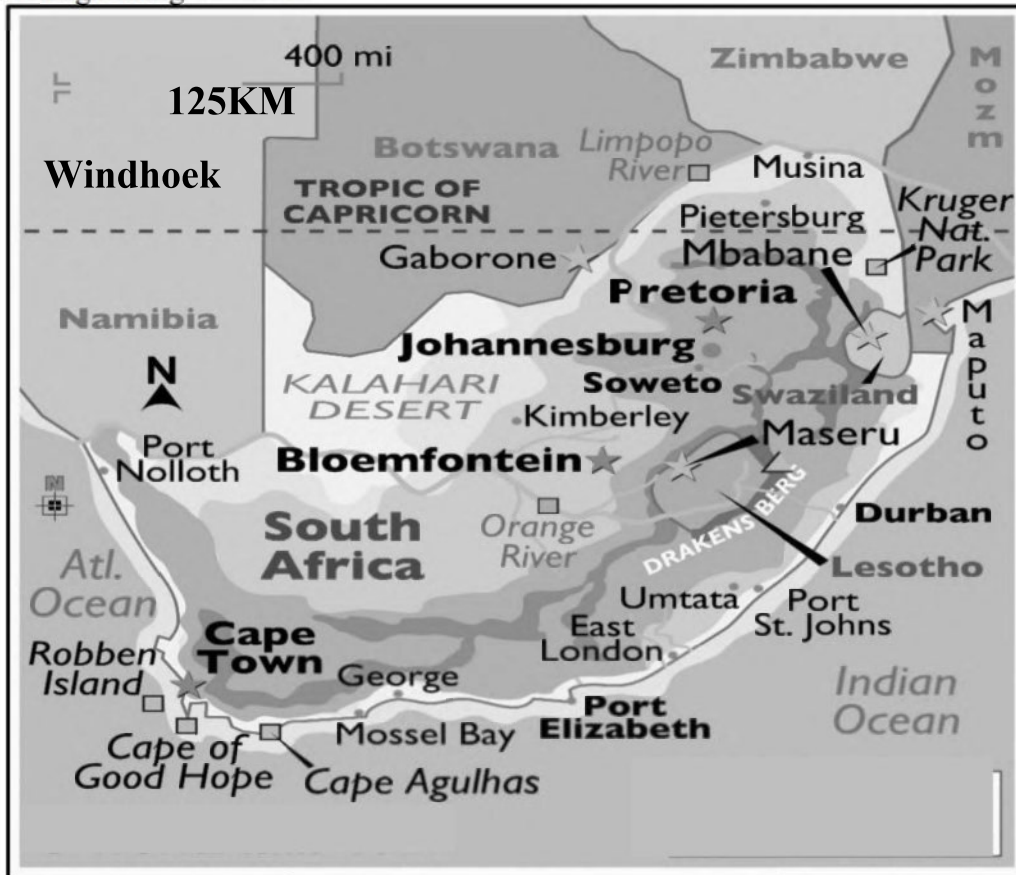 400 mi
125KM
Windhoek
Zimbabwe
Mozm
Botswana
Limpopo
River
Musina
TROPIC OF
CAPRICORN
Pietersburg
Kruger
Nat.
Park
Mbabane
Gaborone
Pretoria
Namibia
Maputo
Johannesburg
N
KALAHARI
DESERT
Soweto
Swaziland
Kimberley
Maseru
Port
Nolloth
Bloemfontein
N
South
Africa
Orange
River
DRAKENSBERG
Durban
Lesotho
Atl.
Ocean
Umtata
Port
St. Johns
East
London
Cape
Town
Robben
Island
George
Indian
Ocean
Port
Elizabeth
Mossel Bay
Cape of
Good Hope
Cape Agulhas